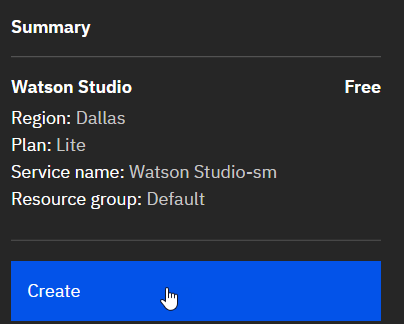 Summary
Watson Studio Free
Region: Dallas
Plan: Lite
Service name: Watson Studio-sm
Resource group: Default
Create